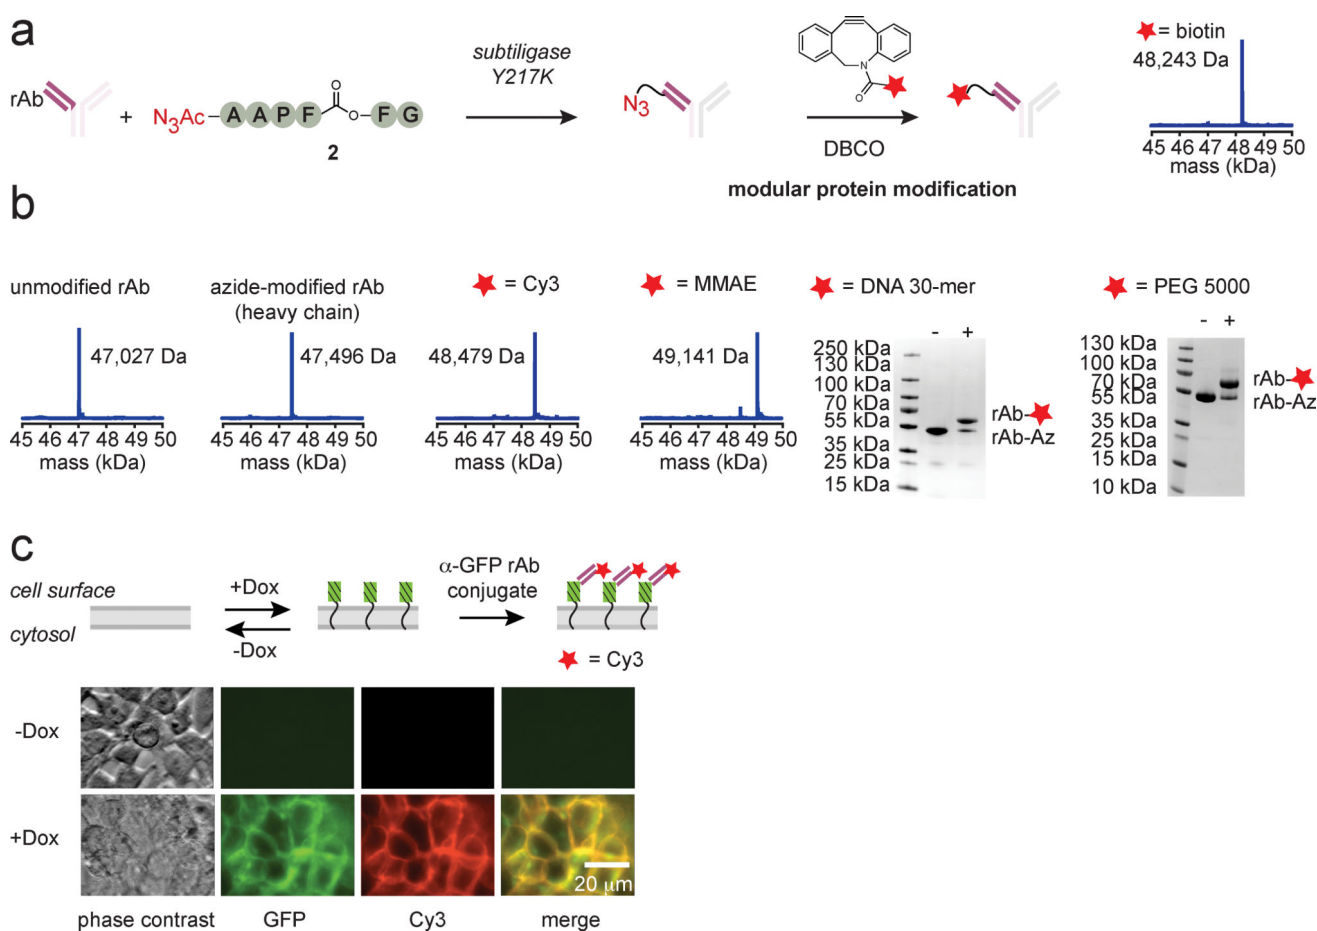 a
rAb
+
N3Ac
A A P F
O
O
F G
2
subtiligase
Y217K
N3
N
O
DBCO
modular protein modification
= biotin
48,243 Da
45 46 47 48 49 50
mass (kDa)
b
unmodified rAb
47,027 Da
45 46 47 48 49 50
mass (kDa)
azide-modified rAb
(heavy chain)
47,496 Da
45 46 47 48 49 50
mass (kDa)
= Cy3
48,479 Da
45 46 47 48 49 50
mass (kDa)
= MMAE
49,141 Da
45 46 47 48 49 50
mass (kDa)
= DNA 30-mer
- +
250 kDa
130 kDa
100 kDa
70 kDa
55 kDa
35 kDa
25 kDa
15 kDa
rAb-
rAb-Az
= PEG 5000
- +
130 kDa
100 kDa
70 kDa
55 kDa
35 kDa
25 kDa
15 kDa
10 kDa
rAb-
rAb-Az
c
cell surface
cytosol
+Dox
-Dox
α-GFP rAb
conjugate
= Cy3
-Dox
+Dox
20 μm
phase contrast
GFP
Cy3
merge